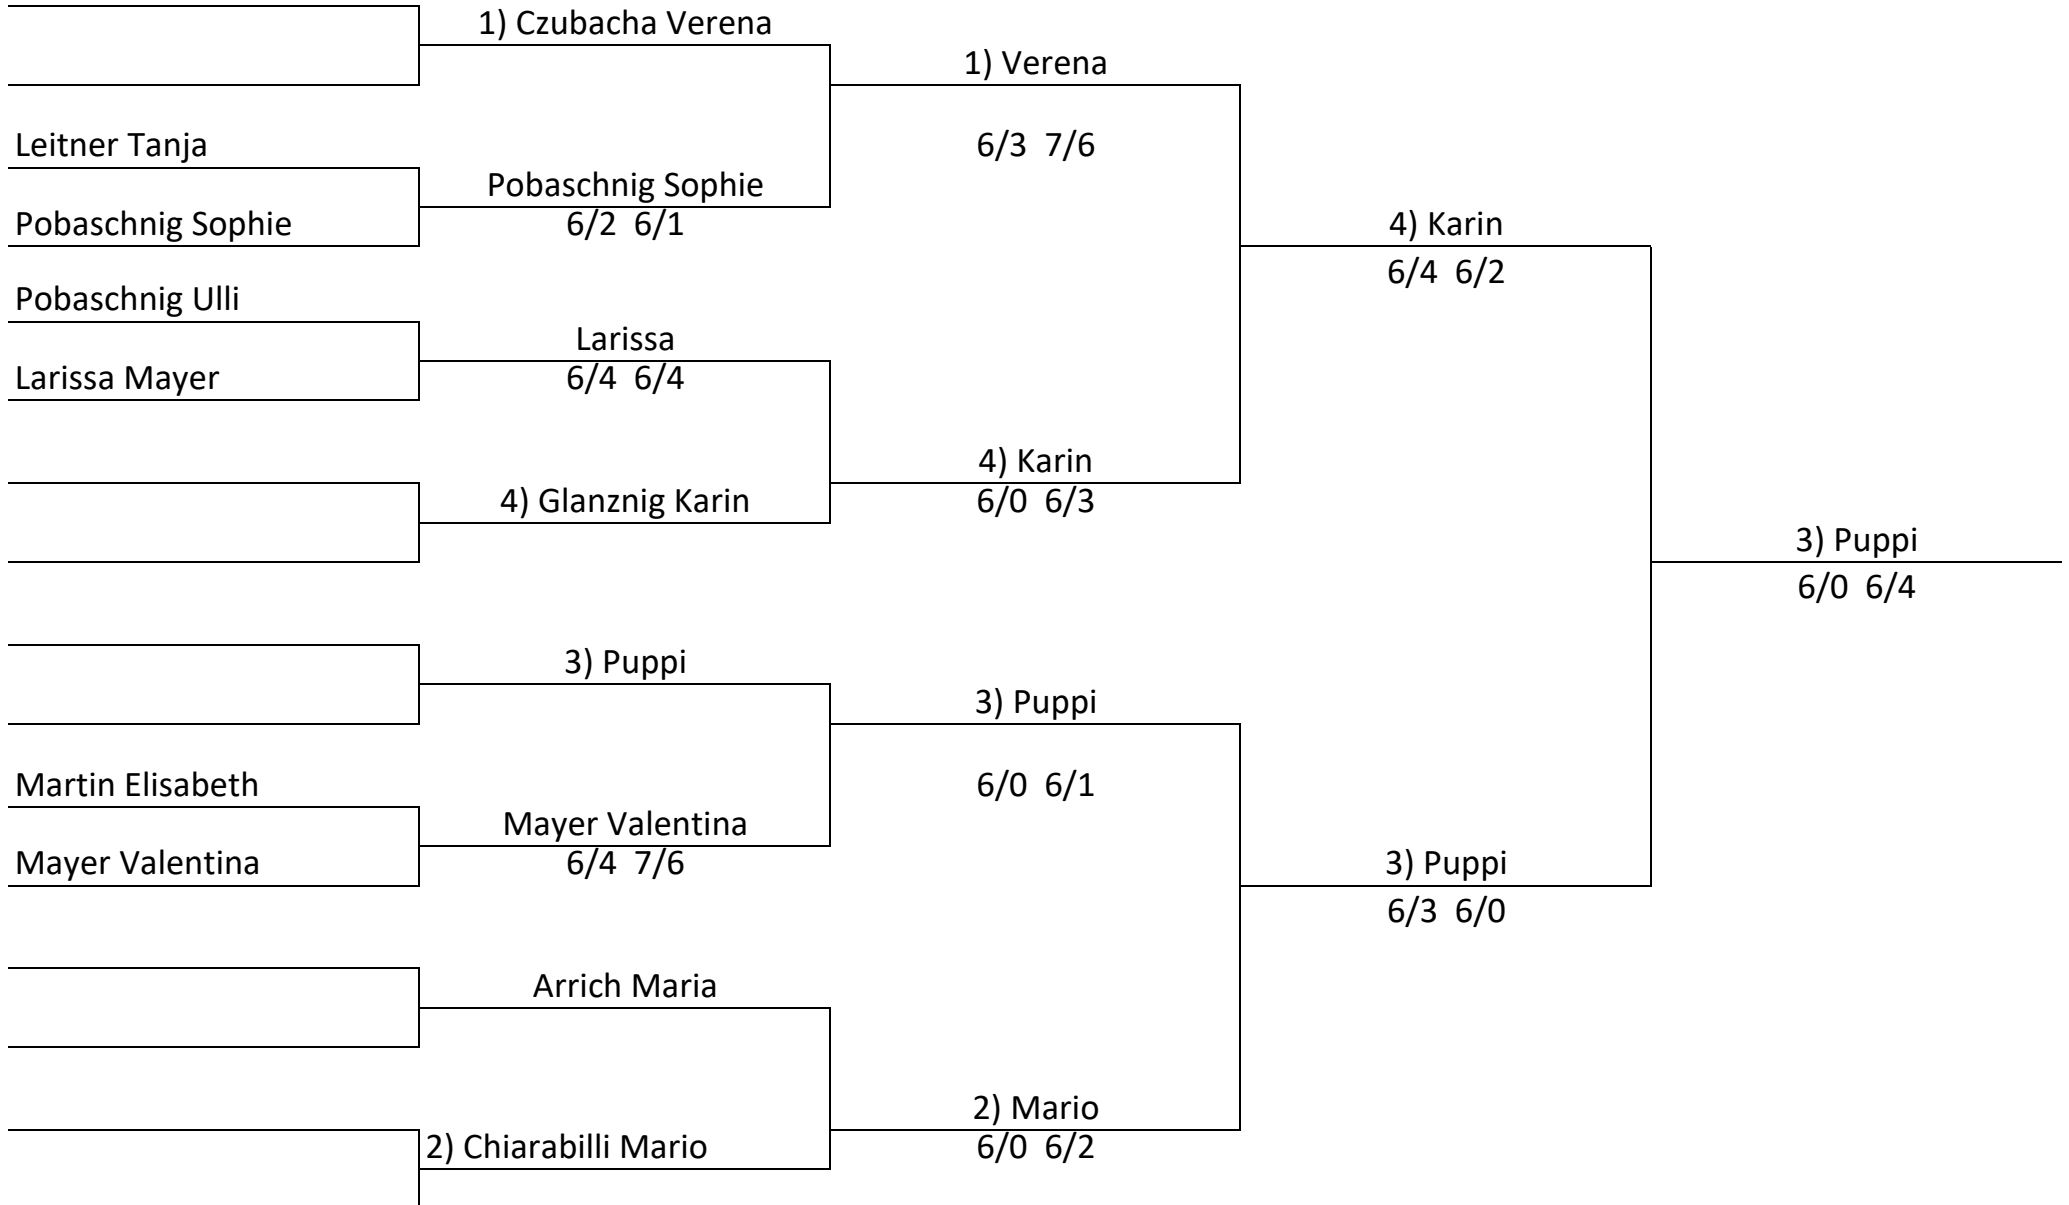 1) Czubacha Verena
1) Verena
Leitner Tanja
6/3 7/6
Pobaschnig Sophie
Pobaschnig Sophie
6/2 6/1
4) Karin
6/4 6/2
Pobaschnig Ulli
Larissa
Larissa Mayer
6/4 6/4
4) Karin
4) Glanznig Karin
6/0 6/3
3) Puppi
6/0 6/4
3) Puppi
3) Puppi
Martin Elisabeth
6/0 6/1
Mayer Valentina
Mayer Valentina
6/4 7/6
3) Puppi
6/3 6/0
Arrich Maria
2) Mario
2) Chiarabilli Mario
6/0 6/2